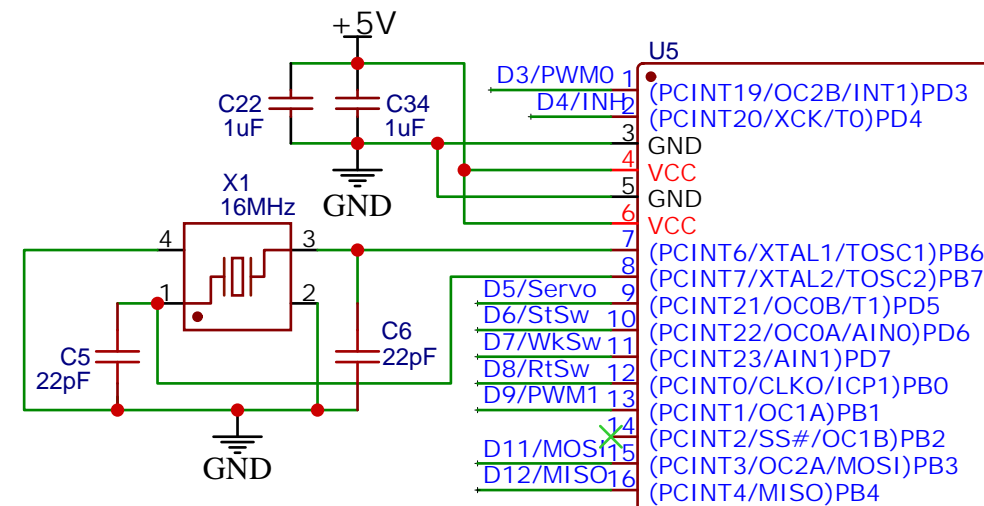 +5V
U5
C22
1uF
C34
1uF
GND
X1
16MHz
4
3
1
2
C5
22pF
C6
22pF
GND
D3/PWM0 1 (PCINT19/OC2B/INT1)PD3
D4/INH 2 (PCINT20/XCK/T0)PD4
3 GND
4 VCC
5 GND
6 VCC
7 (PCINT6/XTAL1/TOSC1)PB6
8 (PCINT7/XTAL2/TOSC2)PB7
D5/Servo 9 (PCINT21/OC0B/T1)PD5
D6/StSw 10 (PCINT22/OC0A/AIN0)PD6
D7/WkSw 11 (PCINT23/AIN1)PD7
D8/RtSw 12 (PCINT0/CLKO/ICP1)PB0
D9/PWM1 13 (PCINT1/OC1A)PB1
14 (PCINT2/SS#/OC1B)PB2
D11/MOSI 15 (PCINT3/OC2A/MOSI)PB3
D12/MISO 16 (PCINT4/MISO)PB4